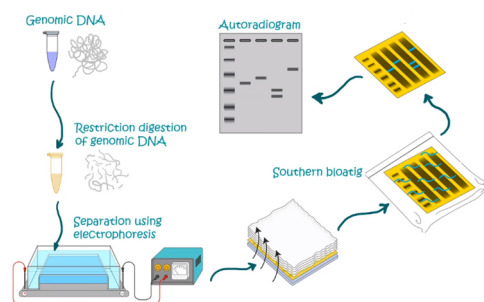 Genomic DNA
Autoradiogram
Restriction digestion
of genomic DNA
Southern bloatig
Separation using
electrophoresis